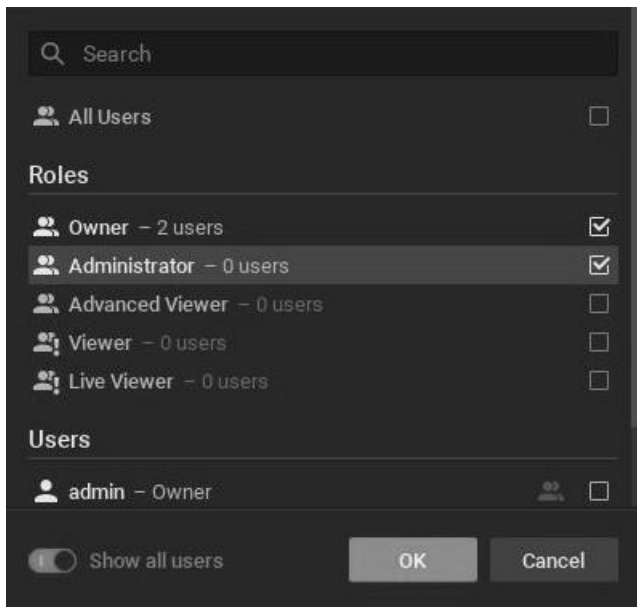 Search
All Users
Roles
Owner – 2 users
Administrator – 0 users
Advanced Viewer – 0 users
Viewer – 0 users
Live Viewer – 0 users
Users
admin – Owner
Show all users
OK
Cancel